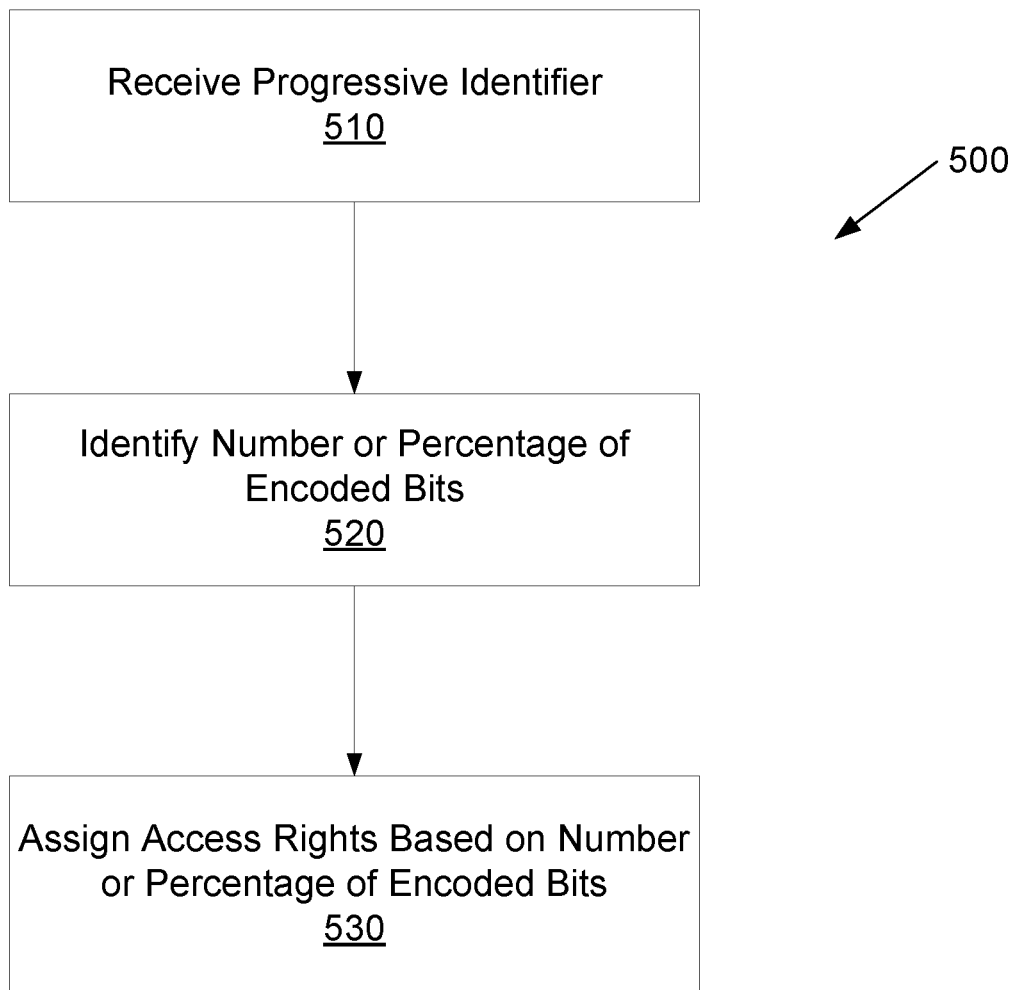 Receive Progressive Identifier
510
500
Identify Number or Percentage of
Encoded Bits
520
Assign Access Rights Based on Number
or Percentage of Encoded Bits
530